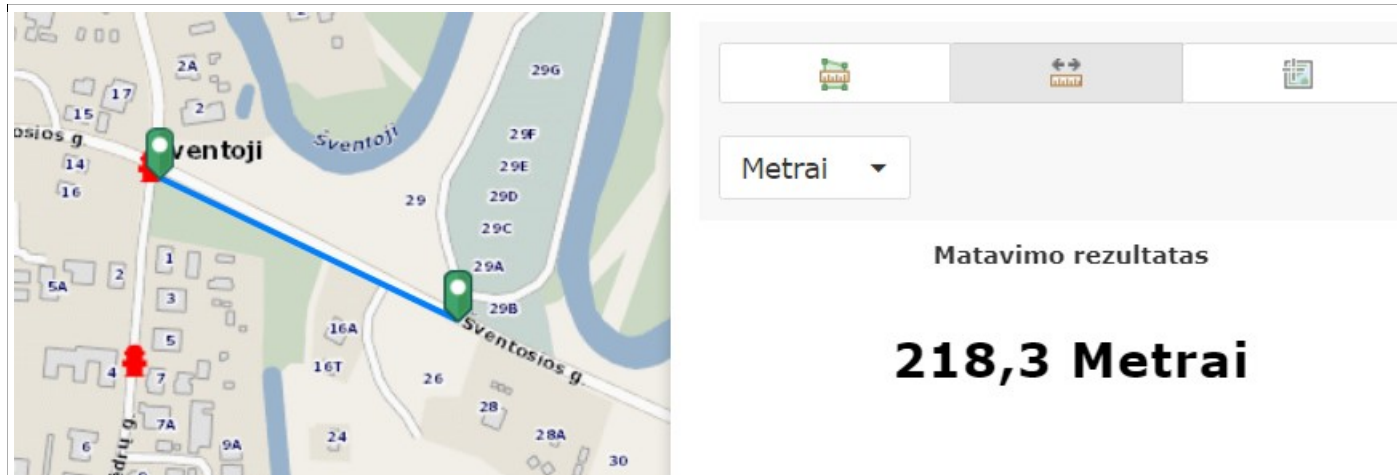 29G
2A
17
2
15
osios g.
Šventoji
29F
ventoji
14
29E
16
29
29D
29C
1
29A
2
5A
3
29B
16A
Šventosios g.
5
16T
4
7
26
28
7A
24
28A
6
9A
30
Metrai
Matavimo rezultatas
218,3 Metrai